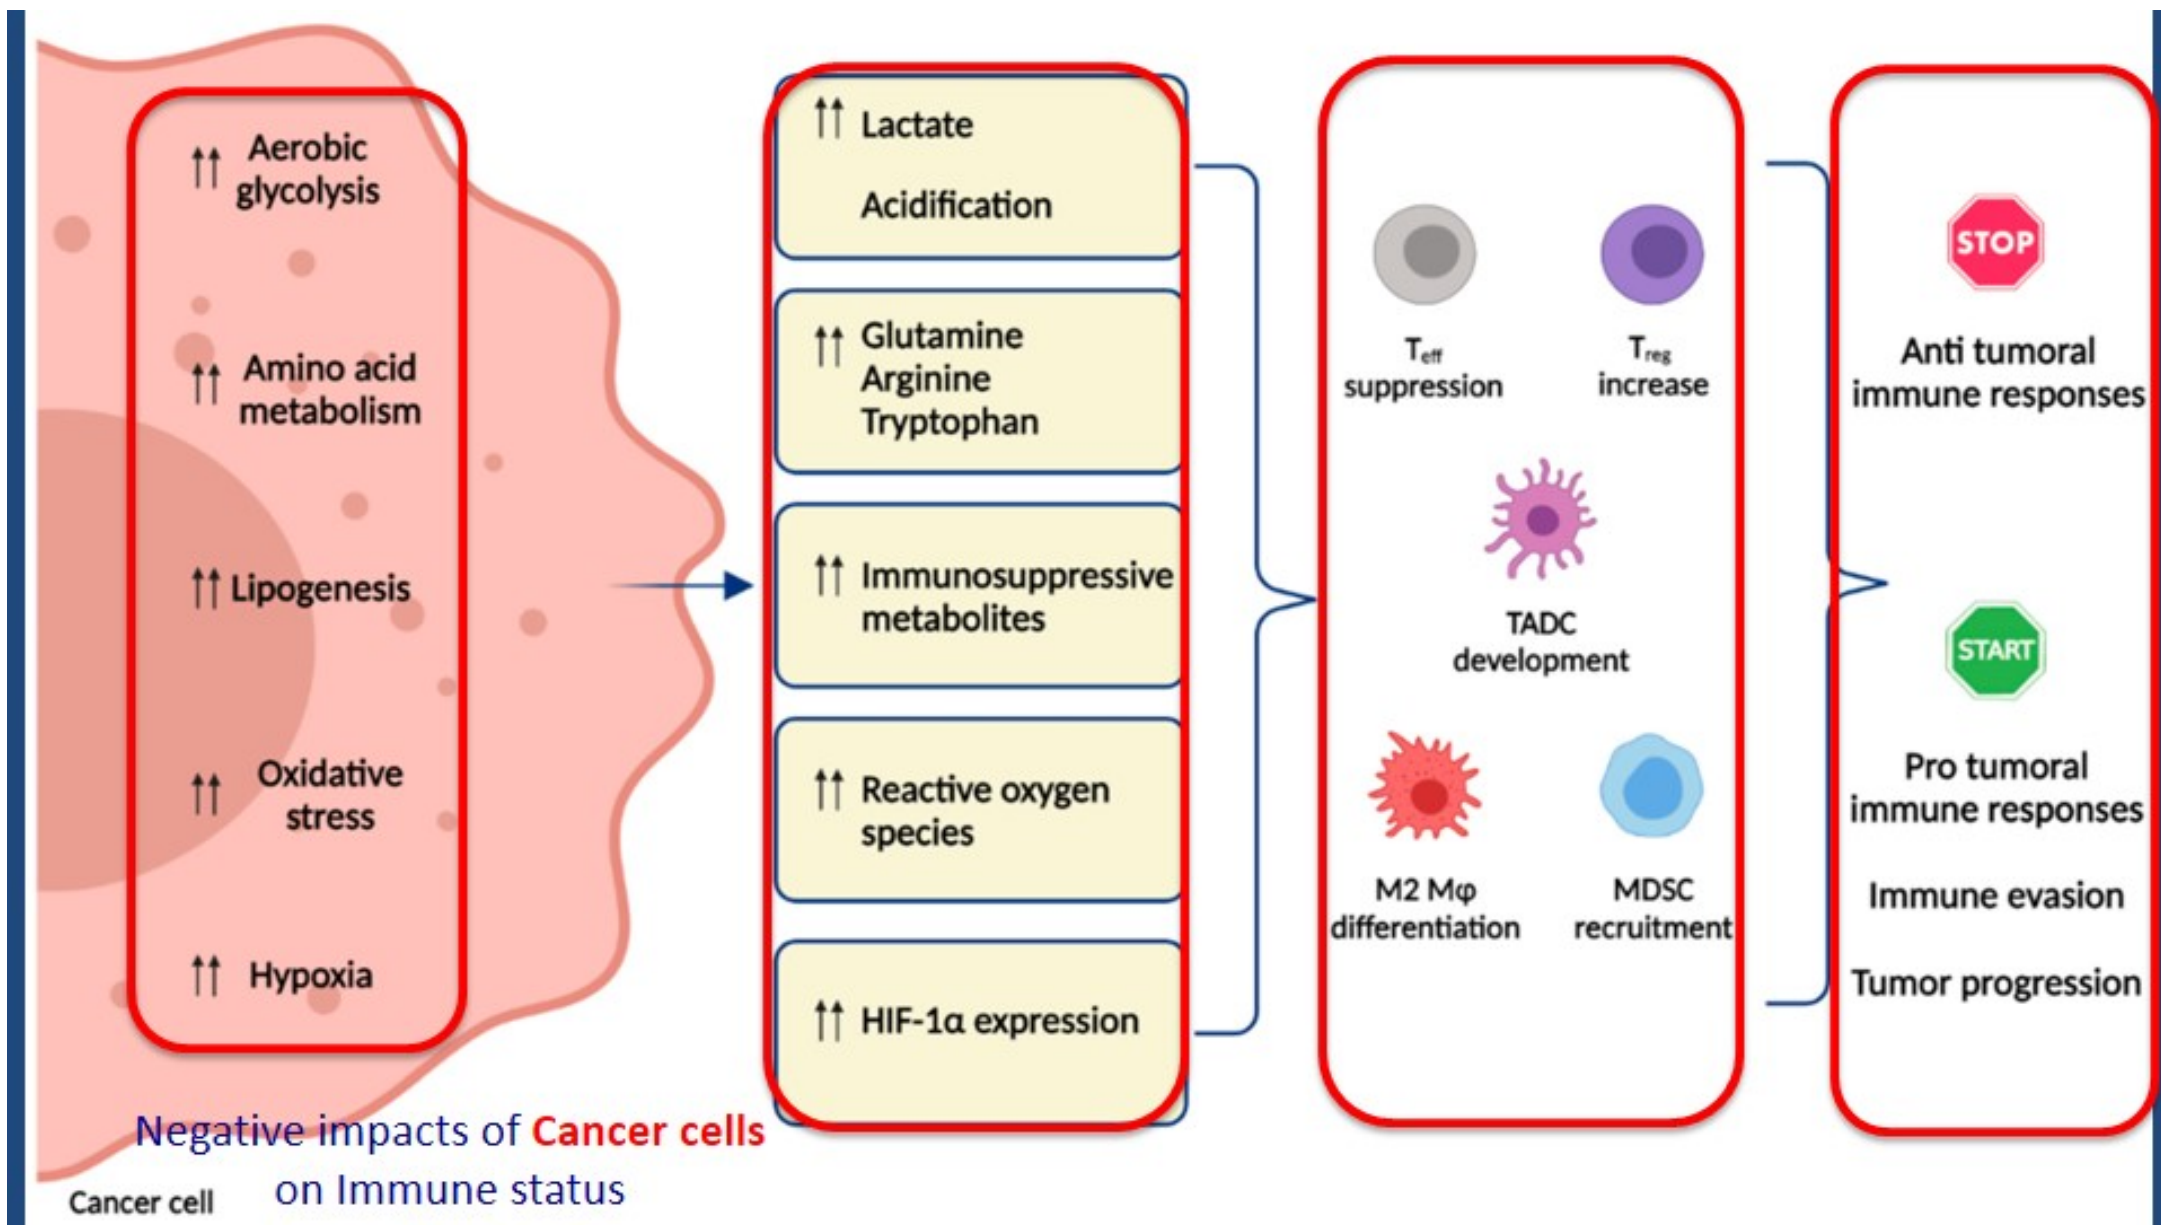 ↑↑ Aerobic
glycolysis
↑↑ Amino acid
metabolism
↑↑ Lipogenesis
↑↑ Oxidative
stress
↑↑ Hypoxia
Negative impacts of Cancer cells
on Immune status
Cancer cell
↑↑ Lactate
Acidification
↑↑ Glutamine
Arginine
Tryptophan
↑↑ Immunosuppressive
metabolites
↑↑ Reactive oxygen
species
↑↑ HIF-1α expression
Teff
suppression
Treg
increase
TADC
development
M2 Mφ
differentiation
MDSC
recruitment
STOP
Anti tumoral
immune responses
START
Pro tumoral
immune responses
Immune evasion
Tumor progression